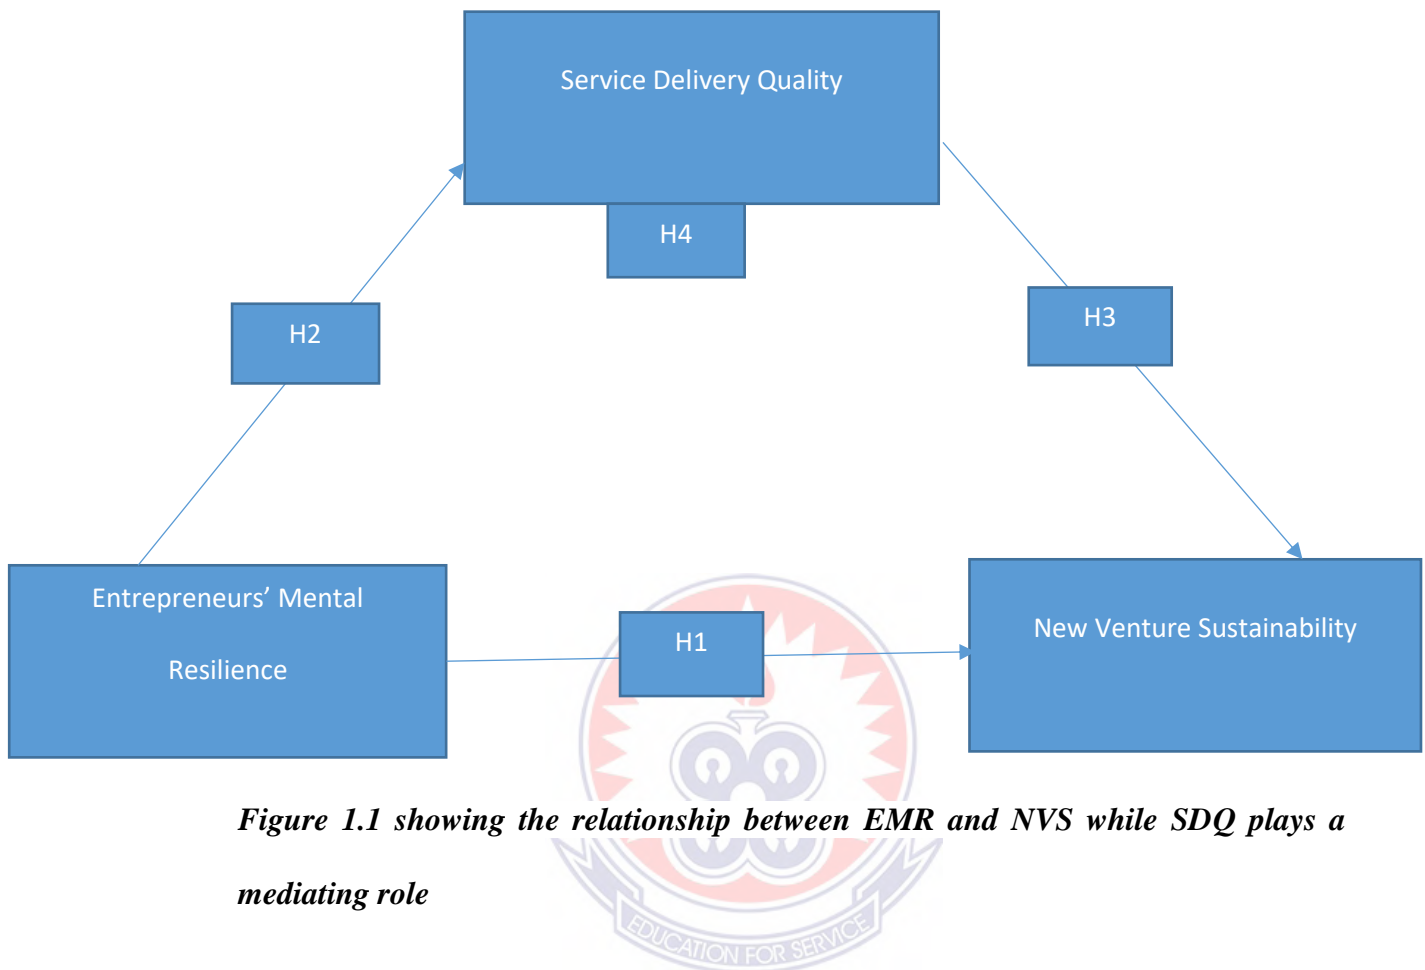 Service Delivery Quality
H4
H2
H3
Entrepreneurs’ Mental
Resilience
H1
New Venture Sustainability
Figure 1.1 showing the relationship between EMR and NVS while SDQ plays a
mediating role
EDUCATION FOR SERVICE